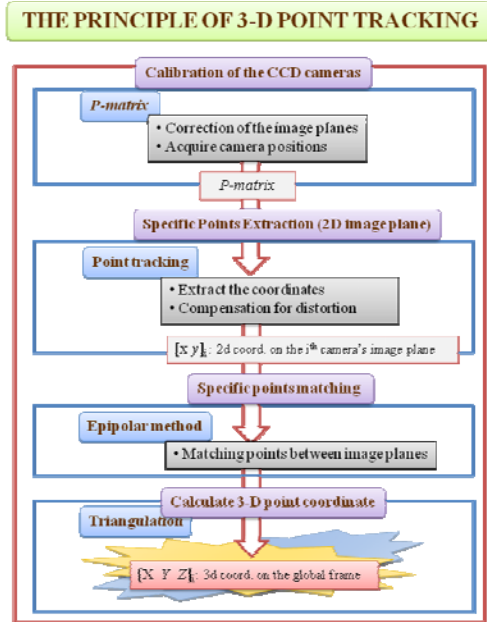 THE PRINCIPLE OF 3-D POINT TRACKING
Calibration of the CCD cameras
P-matrix
• Correction of the image planes
• Acquire camera positions
P-matrix
Specific Points Extraction (2D image plane)
Point tracking
• Extract the coordinates
• Compensation for distortion
[x y]i: 2d coord. on the ith camera's image plane
Specific points matching
Epipolar method
• Matching points between image planes
Calculate 3-D point coordinate
Triangulation
[X Y Z]i: 3d coord. on the global frame